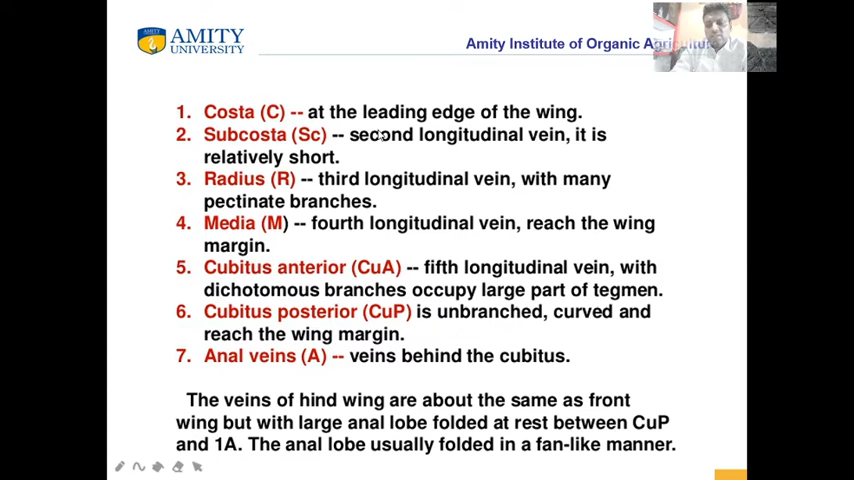 AMITY
AMITY
UNIVERSITY
Amity Institute of Organic Agricultur
1. Costa (C) -- at the leading edge of the wing.
2. Subcosta (Sc) -- second longitudinal vein, it is
relatively short.
3. Radius (R) -- third longitudinal vein, with many
pectinate branches.
4. Media (M) -- fourth longitudinal vein, reach the wing
margin.
5. Cubitus anterior (CuA) -- fifth longitudinal vein, with
dichotomous branches occupy large part of tegmen.
6. Cubitus posterior (CuP) is unbranched, curved and
reach the wing margin.
7. Anal veins (A) -- veins behind the cubitus.
The veins of hind wing are about the same as front
wing but with large anal lobe folded at rest between CuP
and 1A. The anal lobe usually folded in a fan-like manner.